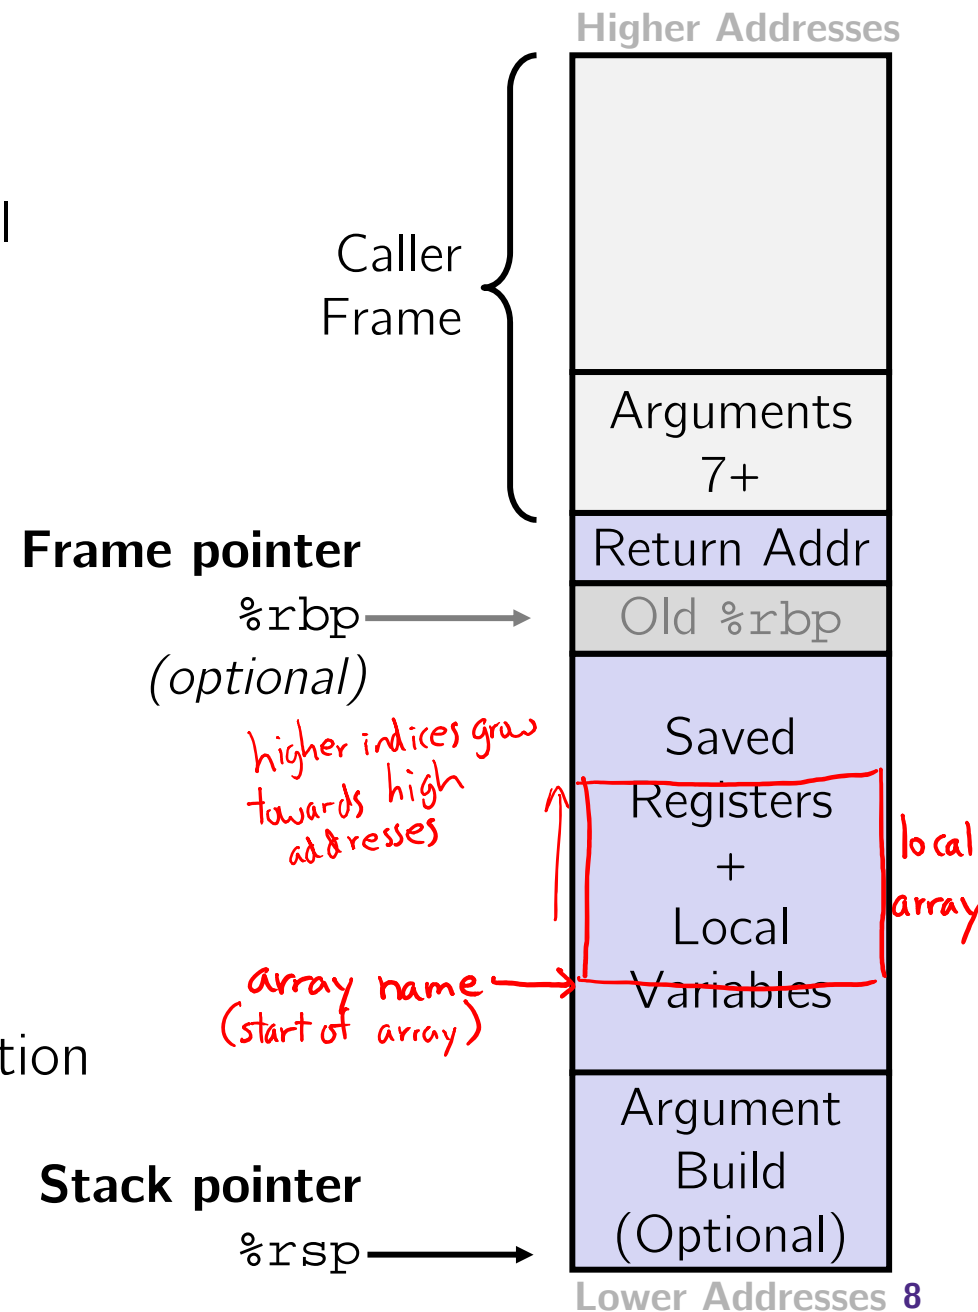 Higher Addresses
l
Caller
Frame
Arguments
7+
Frame pointer
Return Addr
%rbp
Old %rbp
(optional)
higher indices grow
towards high
addresses
Saved
Registers
+
Local
Variables
local
array
array name
(start of array)
tion
Argument
Build
(Optional)
Stack pointer
%rsp
Lower Addresses 8